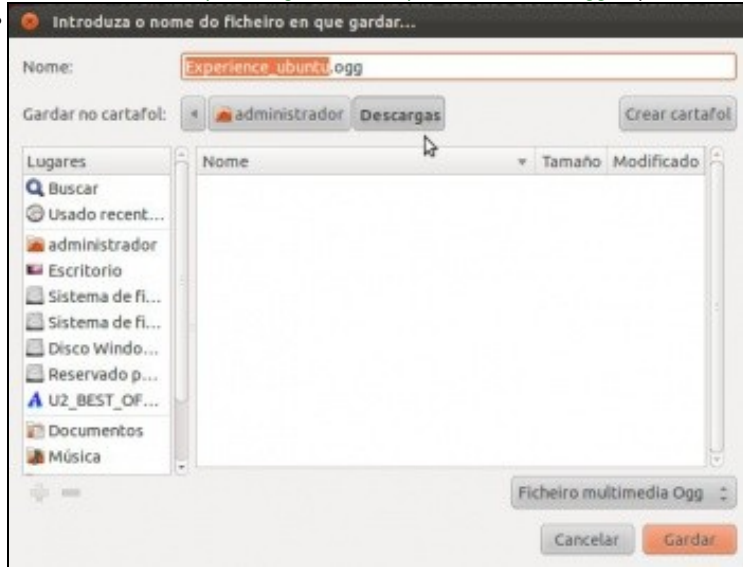 Introduza o nome do ficheiro en que gardar...
Nome: Experience_ubuntu.ogg
Gardar no cartafol: administrador Descargas Crear cartafol
Lugares Nome Tamaño Modificado
Buscar
Usado recent...
administrador
Escritorio
Sistema de fi...
Sistema de fi...
Disco Windo...
Reservado p...
U2_BEST_OF...
Documentos
Música
Ficheiro multimedia Ogg
Cancelar Gardar